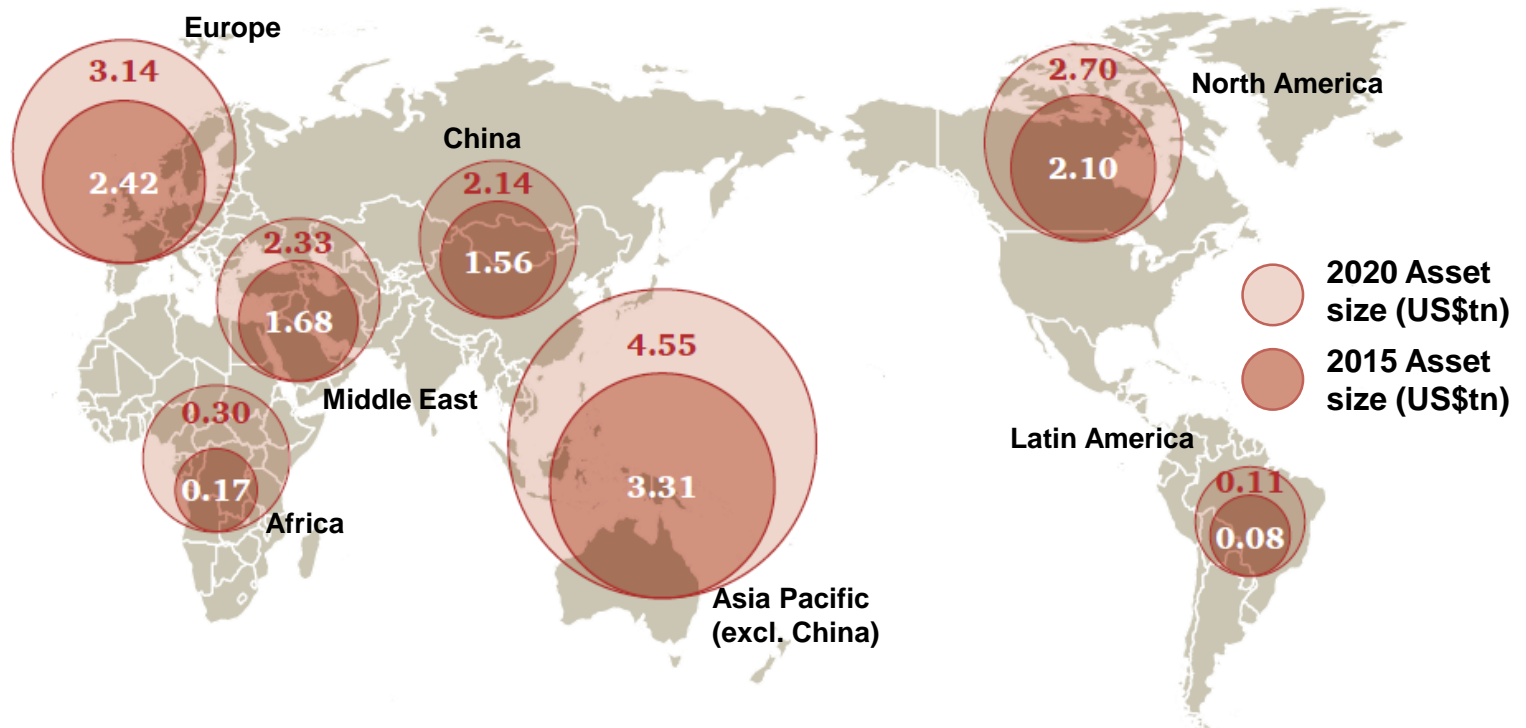 Europe
3.14
2.42
China
2.14
1.56
2.33
1.68
Middle East
0.30
0.17
Africa
4.55
3.31
Asia Pacific
(excl. China)
2.70
2.10
North America
2020 Asset
size (US$tn)
2015 Asset
size (US$tn)
Latin America
0.11
0.08